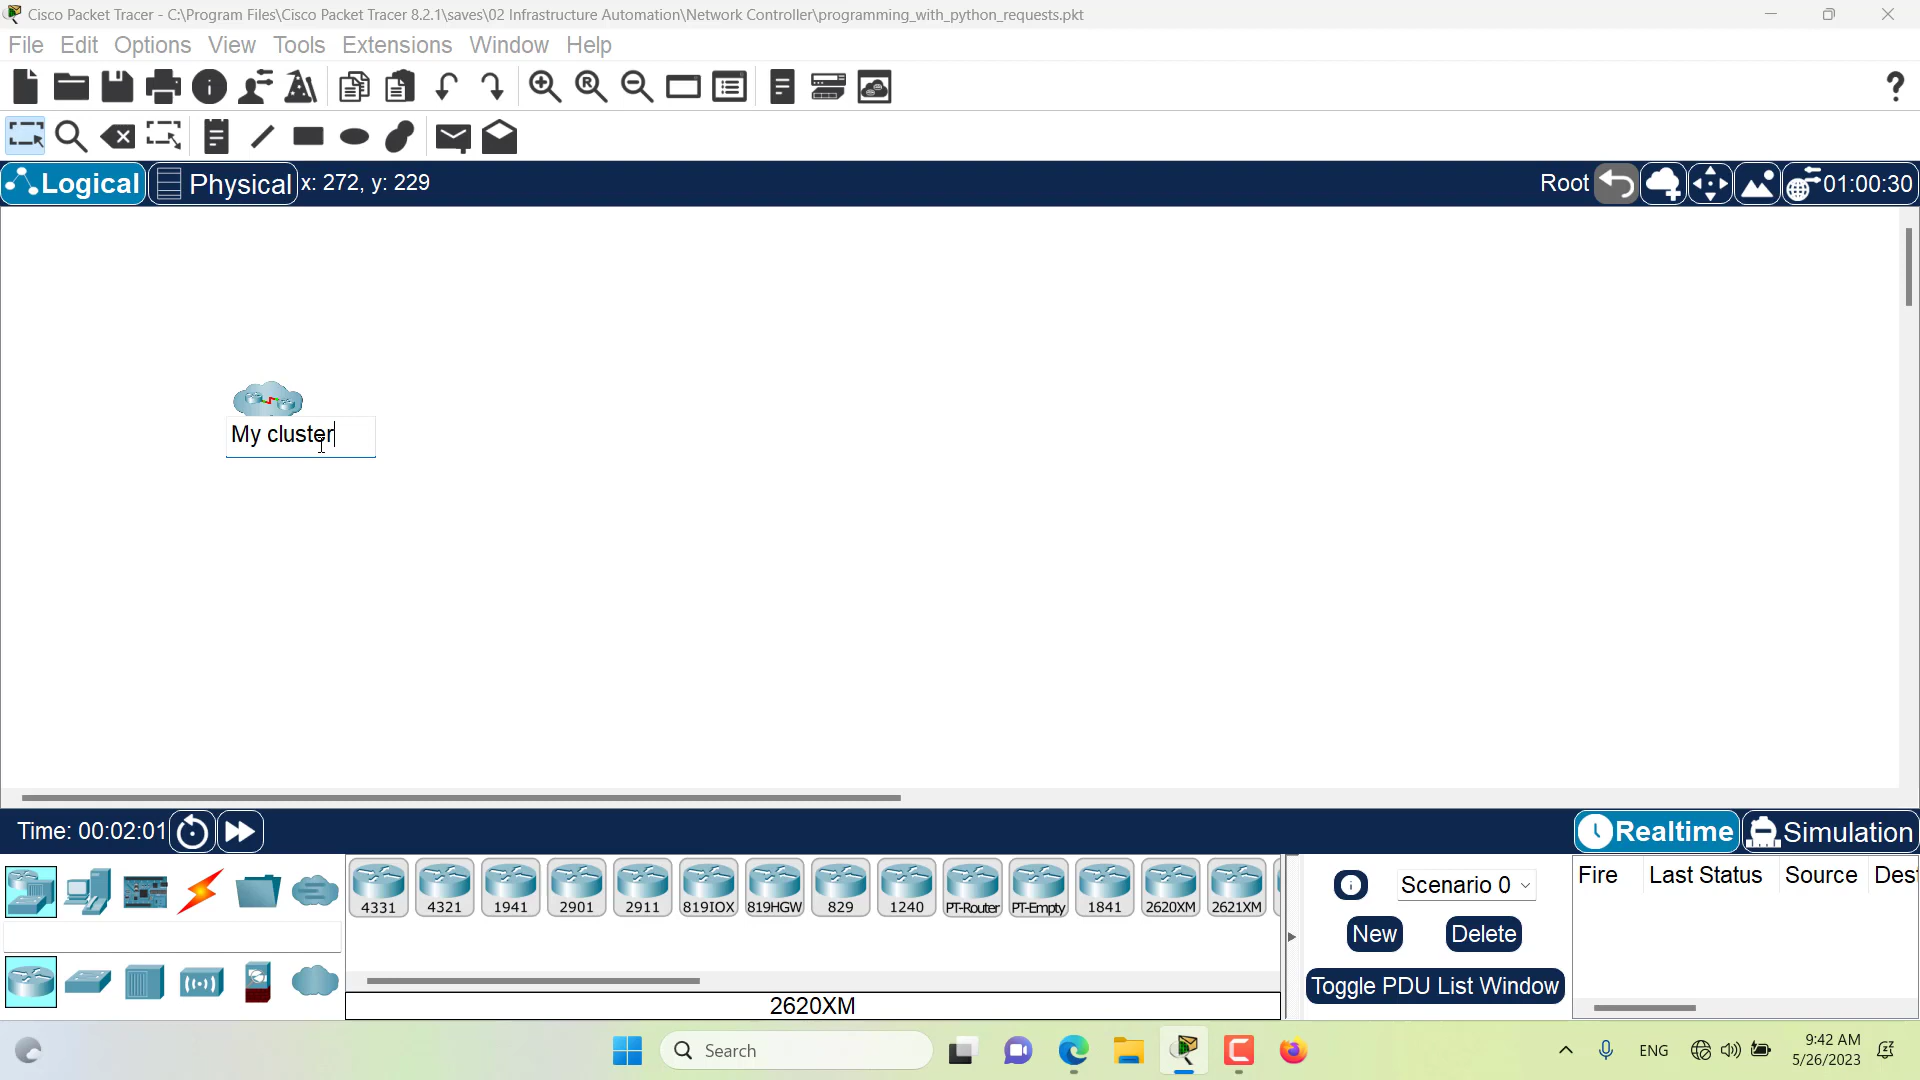 Cisco Packet Tracer - C:\Program Files\Cisco Packet Tracer 8.2.1\saves\02 Infrastructure Automation\Network Controller\programming_with_python_requests.pkt
File Edit Options View Tools Extensions Window Help
Logical Physical x: 272, y: 229 Root 01:00:30
My cluster
Time: 00:02:01 Realtime Simulation
4331 4321 1941 2901 2911 819IOX 819HGW 829 1240 PT-Router PT-Empty 1841 2620XM 2621XM
Scenario 0
Fire Last Status Source Dest
New Delete
Toggle PDU List Window
2620XM
Search
ENG
9:42 AM
5/26/2023